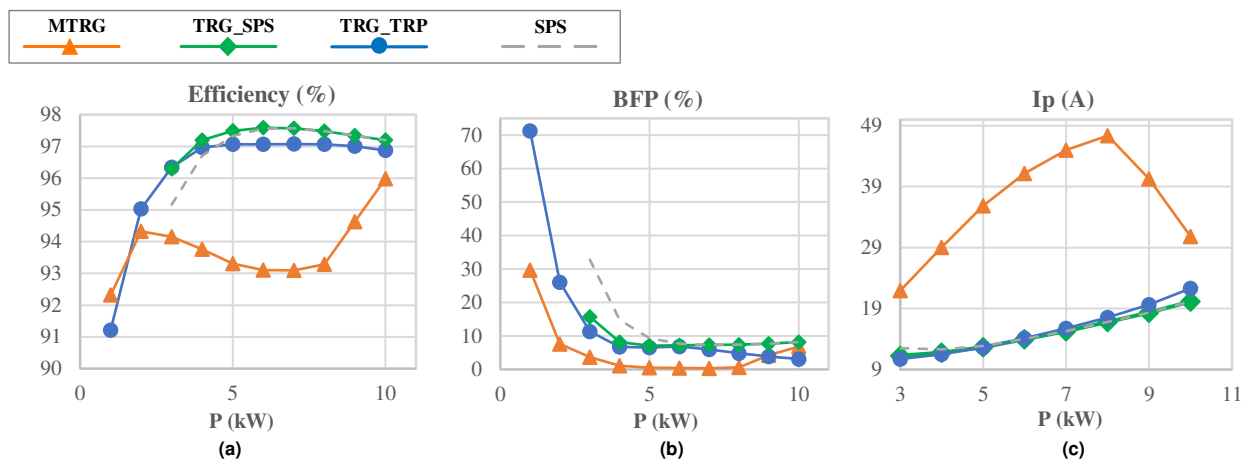 MTRG TRG_SPS TRG_TRP SPS
Efficiency (%)
98
97
96
95
94
93
92
91
90
0 5 10
P (kW)
(a)
BFP (%)
70
60
50
40
30
20
10
0
0 5 10
P (kW)
(b)
Ip (A)
49
39
29
19
9
3 5 7 9 11
P (kW)
(c)